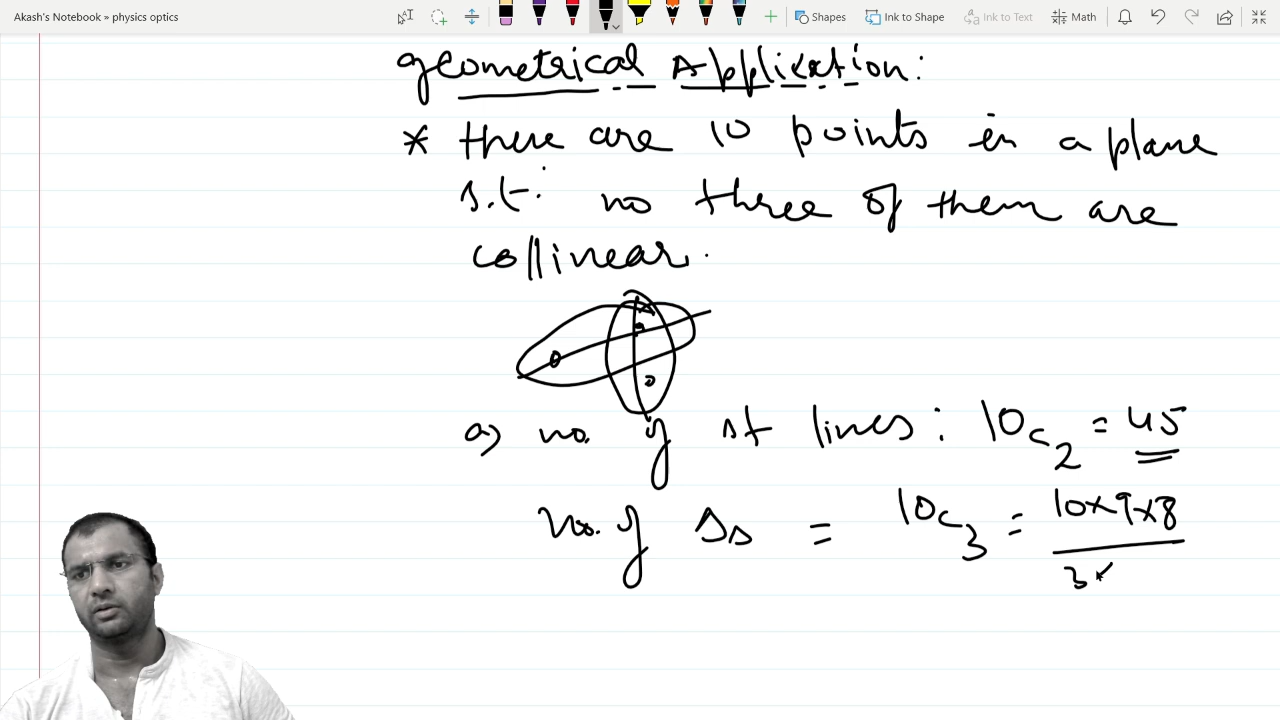 Akash's Notebook » physics optics
Shapes Ink to Shape Ink to Text Math
geometrical Application:
* there are 10 points in a plane
s.t. no three of them are
collinear.
a) no. of st lines : 10c2 = 45
No. of Δs = 10c3 = 10×9×8
3×